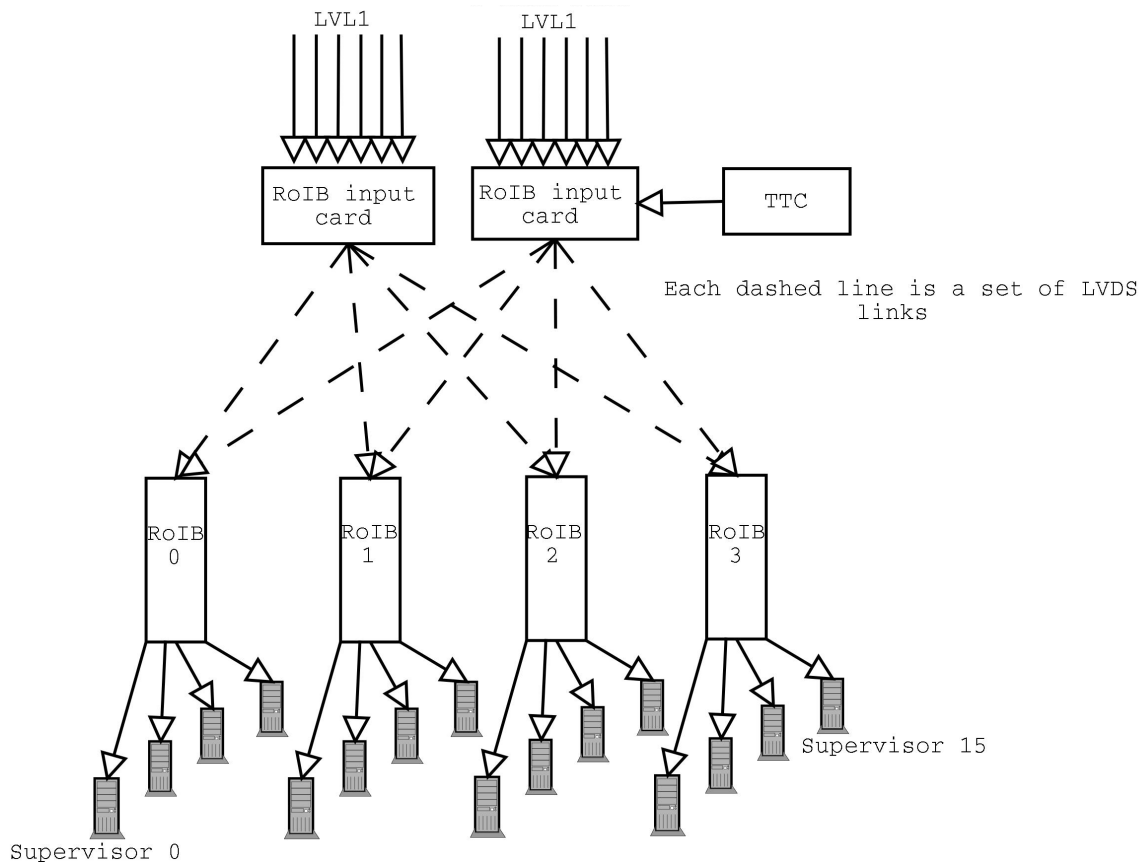 LVL1
LVL1
RoIB input
card
RoIB input
card
TTC
Each dashed line is a set of LVDS
links
RoIB
0
RoIB
1
RoIB
2
RoIB
3
Supervisor 15
Supervisor 0